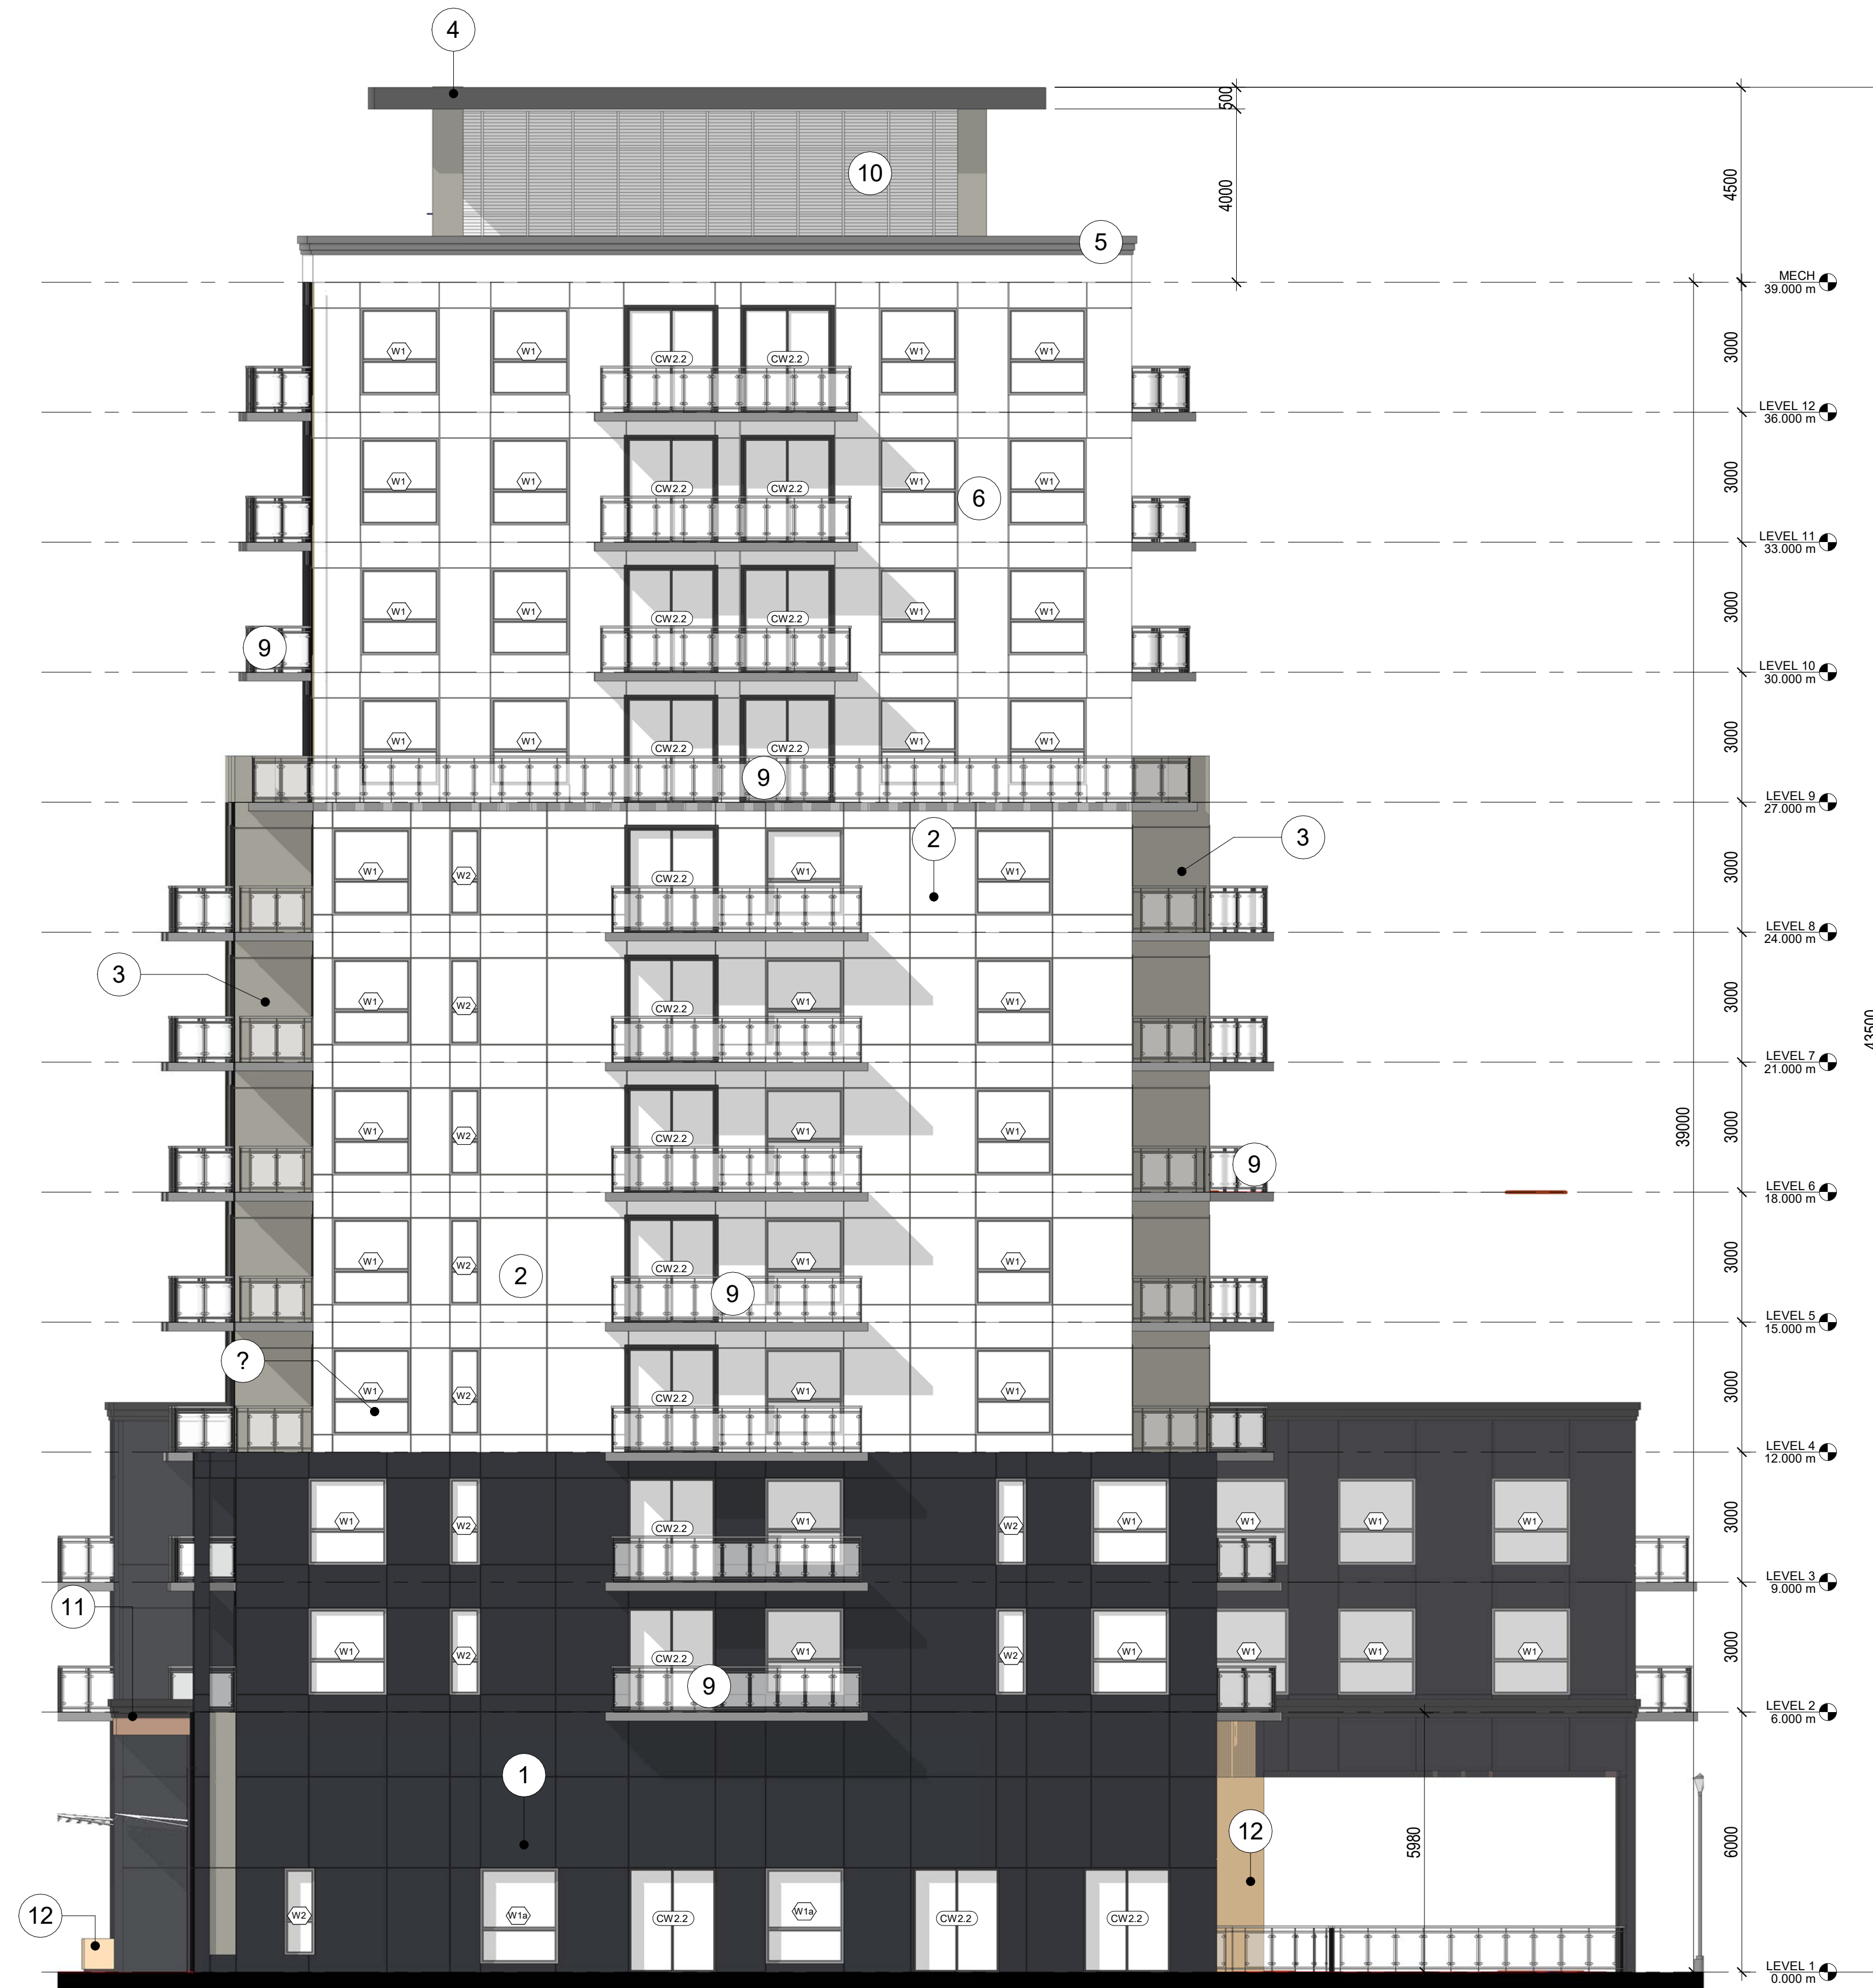 4
500
10
4000
4500
5
MECH
39.000 m
W1 W1 CW2.2 CW2.2 W1 W1
3000
LEVEL 12
36.000 m
W1 W1 CW2.2 CW2.2 W1 W1
6
3000
LEVEL 11
33.000 m
W1 W1 CW2.2 CW2.2 W1 W1
3000
9
LEVEL 10
30.000 m
W1 W1 CW2.2 CW2.2 W1 W1
3000
9
LEVEL 9
27.000 m
2
3
W1 W2 CW2.2 W1 W1
3000
LEVEL 8
24.000 m
3
W1 W2 CW2.2 W1 W1
3000
43500
LEVEL 7
21.000 m
W1 W2 CW2.2 W1 W1
39000
3000
9
LEVEL 6
18.000 m
W1 W2 CW2.2 W1 W1
3000
2
9
LEVEL 5
15.000 m
?
W1 W2 CW2.2 W1 W1
3000
LEVEL 4
12.000 m
W1 W2 CW2.2 W1 W2 W1 W1 W1 W1
3000
LEVEL 3
9.000 m
11
W1 W2 CW2.2 W1 W2 W1 W1 W1 W1
3000
9
LEVEL 2
6.000 m
1
12
5980
6000
12
W2 W1a CW2.2 W1a CW2.2 CW2.2
LEVEL 1
0.000 m